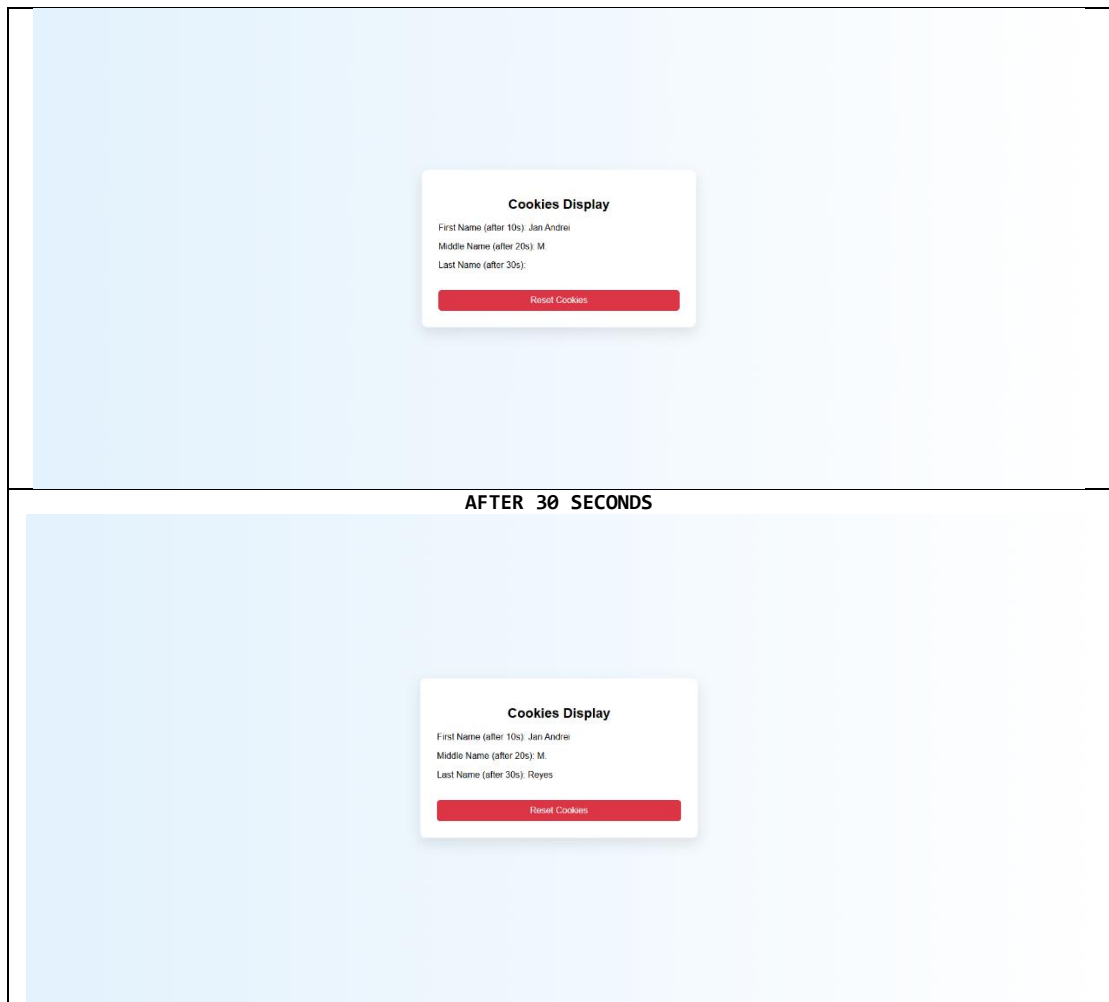 Cookies Display
First Name (after 10s): Jan Andrei
Middle Name (after 20s): M.
Last Name (after 30s):
Reset Cookies
AFTER 30 SECONDS
Cookies Display
First Name (after 10s): Jan Andrei
Middle Name (after 20s): M.
Last Name (after 30s): Reyes
Reset Cookies